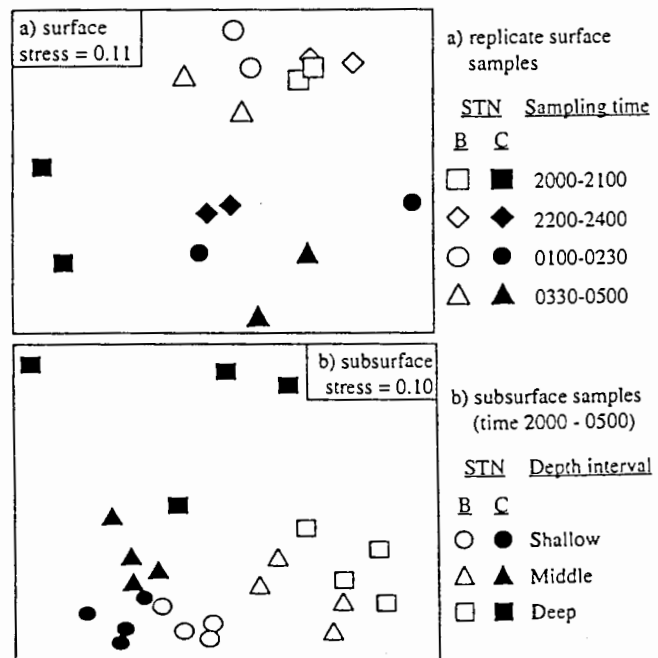 a) surface
stress = 0.11
a) replicate surface
samples
STN Sampling time
B C
2000-2100
2200-2400
0100-0230
0330-0500
b) subsurface
stress = 0.10
b) subsurface samples
(time 2000 - 0500)
STN Depth interval
B C
Shallow
Middle
Deep